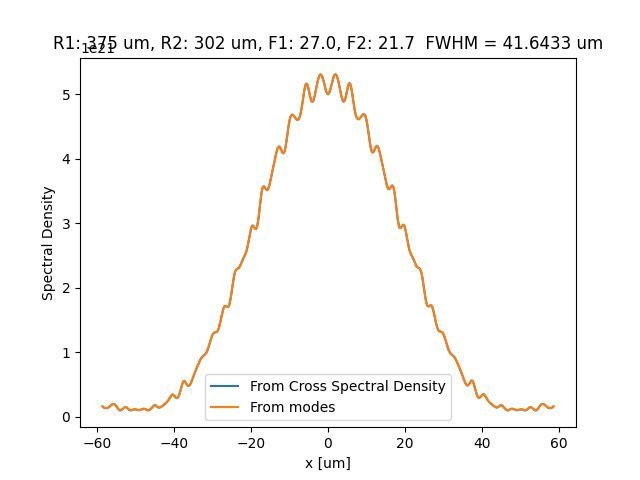 R1: 375 um, R2: 302 um, F1: 27.0, F2: 21.7  FWHM = 41.6433 um
1e21
5
4
3
2
1
0
Spectral Density
From Cross Spectral Density
From modes
−60
−40
−20
0
20
40
60
x [um]